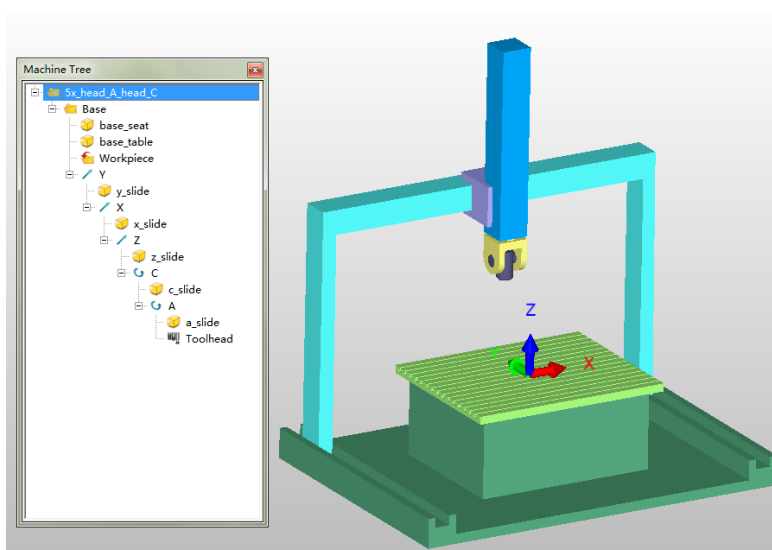 Machine Tree
5x_head_A_head_C
Base
base_seat
base_table
Workpiece
Y
y_slide
X
x_slide
Z
z_slide
C
c_slide
A
a_slide
Toolhead
Z
Y
X